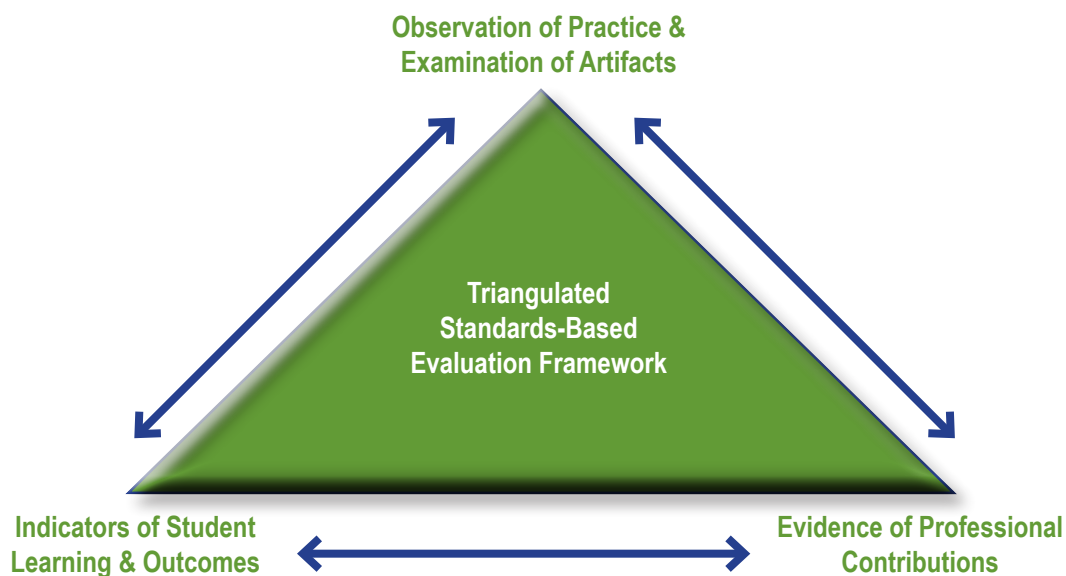 Observation of Practice &
Examination of Artifacts
Triangulated
Standards-Based
Evaluation Framework
Indicators of Student
Learning & Outcomes
Evidence of Professional
Contributions